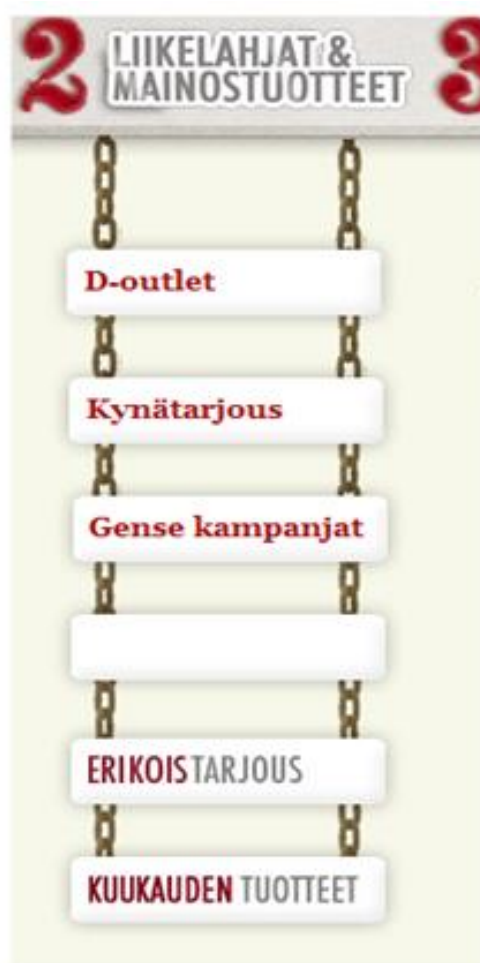 2 LIIKELAHJAT & 3
MAINOSTUOTTEET
D-outlet
Kynätarjous
Gense kampanjat
ERIKOISTARJOUS
KUUKAUDEN TUOTTEET